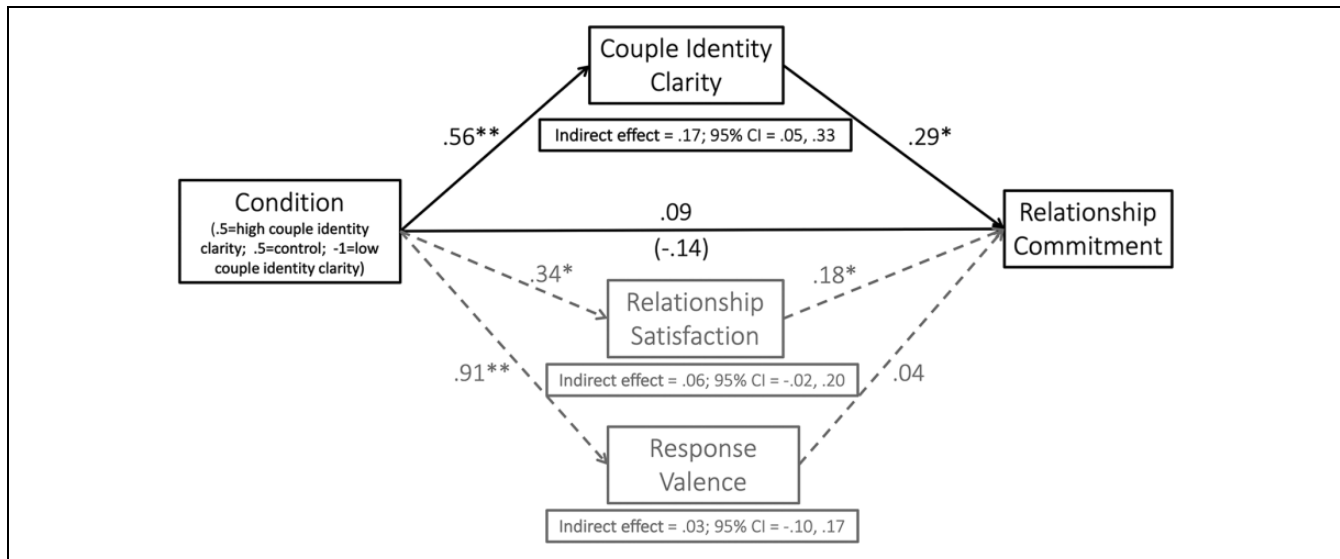 Couple Identity
Clarity
.56**
Indirect effect = .17; 95% CI = .05, .33
.29*
Condition
(.5=high couple identity
clarity; .5=control; -1=low
couple identity clarity)
.09
(-.14)
Relationship
Commitment
.34*
.18*
Relationship
Satisfaction
Indirect effect = .06; 95% CI = -.02, .20
.91**
.04
Response
Valence
Indirect effect = .03; 95% CI = -.10, .17